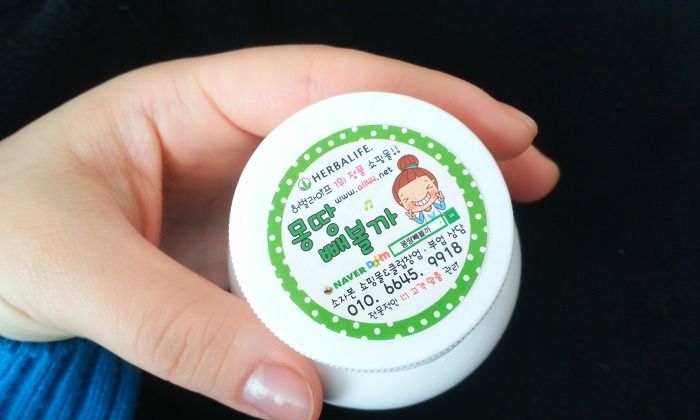 HERBALIFE.
허벌라이프 1위 정품 쇼핑몰!!
www.all44.net
몽땅
빼볼까
NAVER Daum 몽땅빼볼까
소자본 쇼핑몰&클럽창업·부업 상담
010. 6645. 9918
전문적인 1:1 고객 맞춤 관리